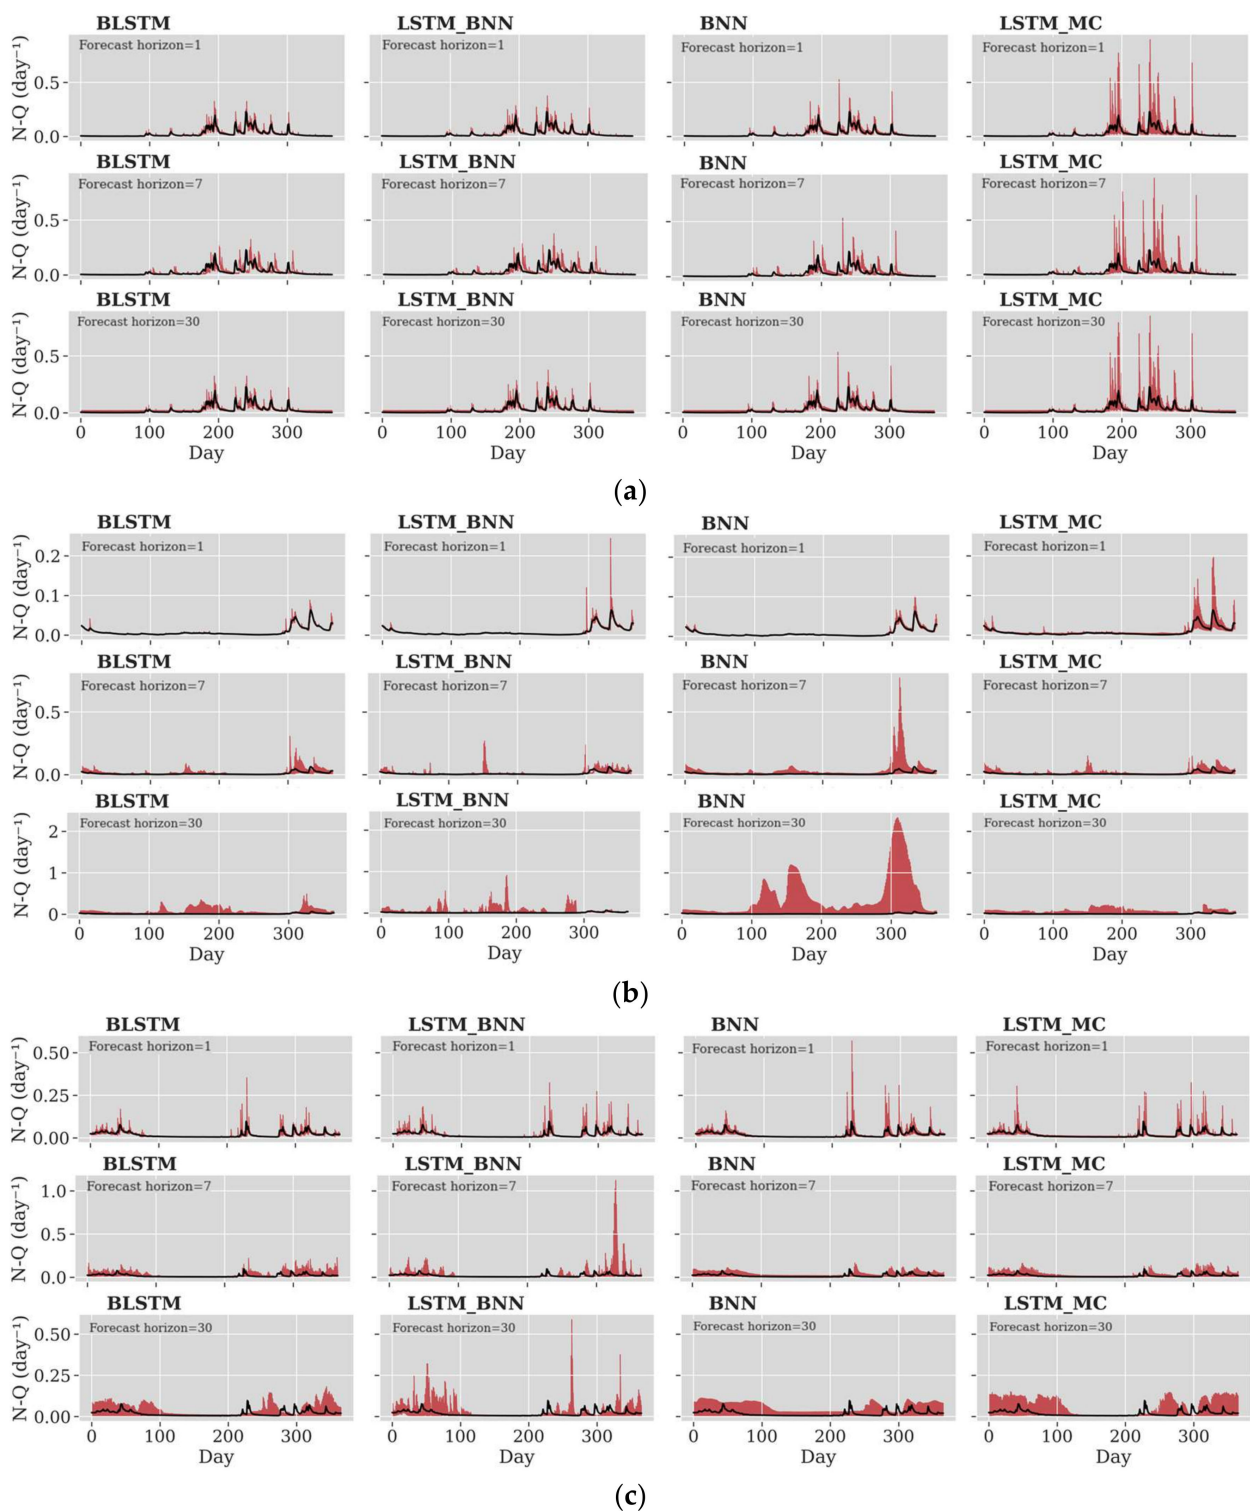 BLSTM LSTM_BNN BNN LSTM_MC
Forecast horizon=1 Forecast horizon=1 Forecast horizon=1 Forecast horizon=1
N-Q (day⁻¹)
0.5
0.0
BLSTM LSTM_BNN BNN LSTM_MC
Forecast horizon=7 Forecast horizon=7 Forecast horizon=7 Forecast horizon=7
N-Q (day⁻¹)
0.5
0.0
BLSTM LSTM_BNN BNN LSTM_MC
Forecast horizon=30 Forecast horizon=30 Forecast horizon=30 Forecast horizon=30
N-Q (day⁻¹)
0.5
0.0
0 100 200 300 0 100 200 300 0 100 200 300 0 100 200 300
Day Day Day Day
(a)
BLSTM LSTM_BNN BNN LSTM_MC
Forecast horizon=1 Forecast horizon=1 Forecast horizon=1 Forecast horizon=1
N-Q (day⁻¹)
0.2
0.1
0.0
BLSTM LSTM_BNN BNN LSTM_MC
Forecast horizon=7 Forecast horizon=7 Forecast horizon=7 Forecast horizon=7
N-Q (day⁻¹)
0.5
0.0
BLSTM LSTM_BNN BNN LSTM_MC
Forecast horizon=30 Forecast horizon=30 Forecast horizon=30 Forecast horizon=30
N-Q (day⁻¹)
2
1
0
0 100 200 300 0 100 200 300 0 100 200 300 0 100 200 300
Day Day Day Day
(b)
BLSTM LSTM_BNN BNN LSTM_MC
Forecast horizon=1 Forecast horizon=1 Forecast horizon=1 Forecast horizon=1
N-Q (day⁻¹)
0.50
0.25
0.00
BLSTM LSTM_BNN BNN LSTM_MC
Forecast horizon=7 Forecast horizon=7 Forecast horizon=7 Forecast horizon=7
N-Q (day⁻¹)
1.0
0.5
0.0
BLSTM LSTM_BNN BNN LSTM_MC
Forecast horizon=30 Forecast horizon=30 Forecast horizon=30 Forecast horizon=30
N-Q (day⁻¹)
0.50
0.25
0.00
0 100 200 300 0 100 200 300 0 100 200 300 0 100 200 300
Day Day Day Day
(c)